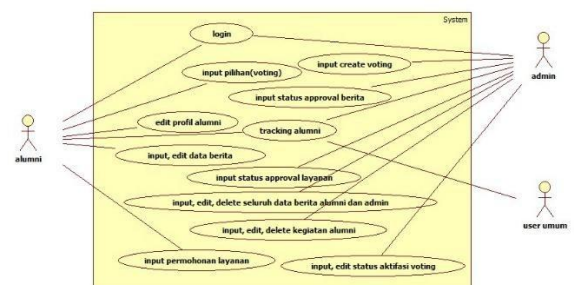 System
login
input create voting
input pilihan(voting)
admin
input status approval berita
edit profil alumni
tracking alumni
alumni
input, edit data berita
input status approval layanan
input, edit, delete seluruh data berita alumni dan admin
user umum
input, edit, delete kegiatan alumni
input permohonan layanan
input, edit status aktifasi voting